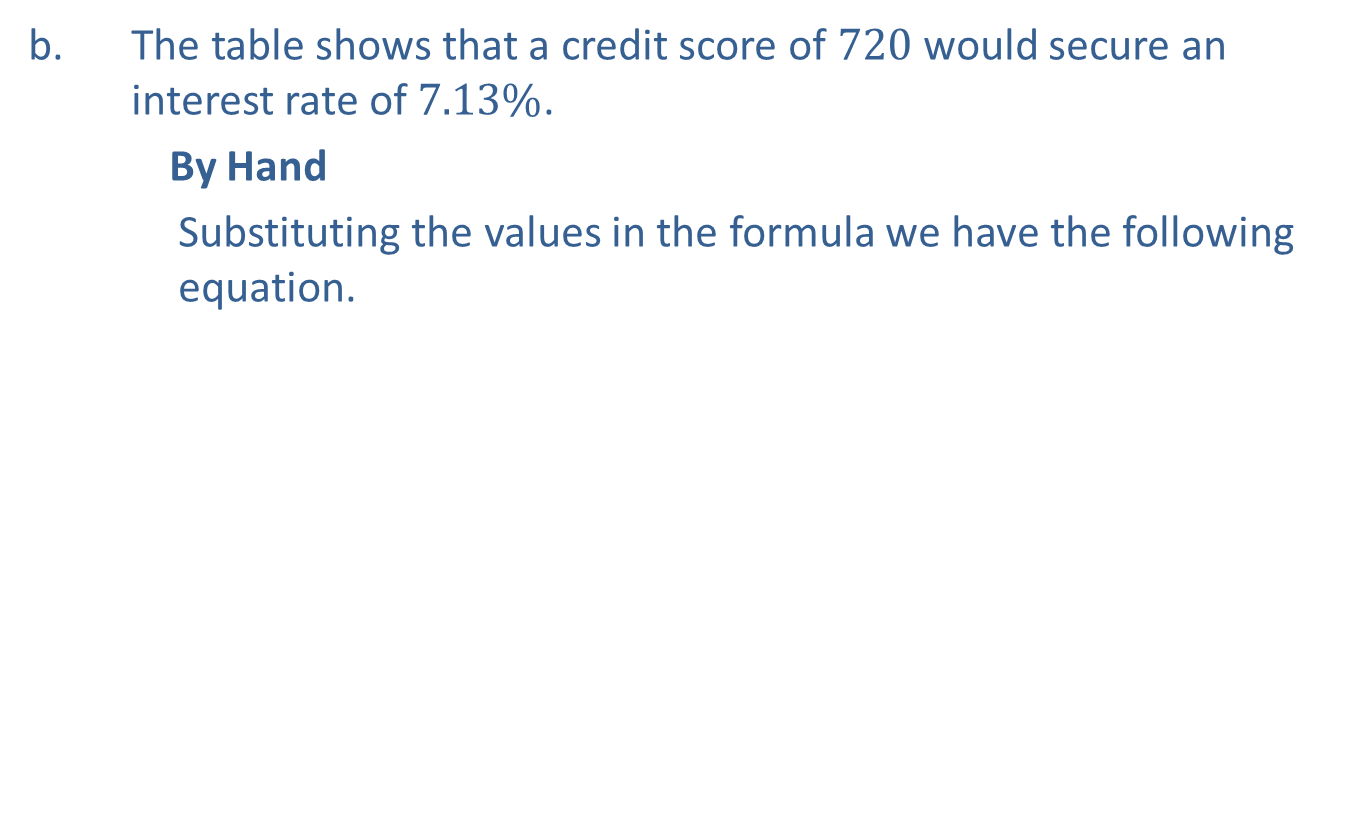 b. The table shows that a credit score of 720 would secure an
interest rate of 7.13%.
By Hand
Substituting the values in the formula we have the following
equation.